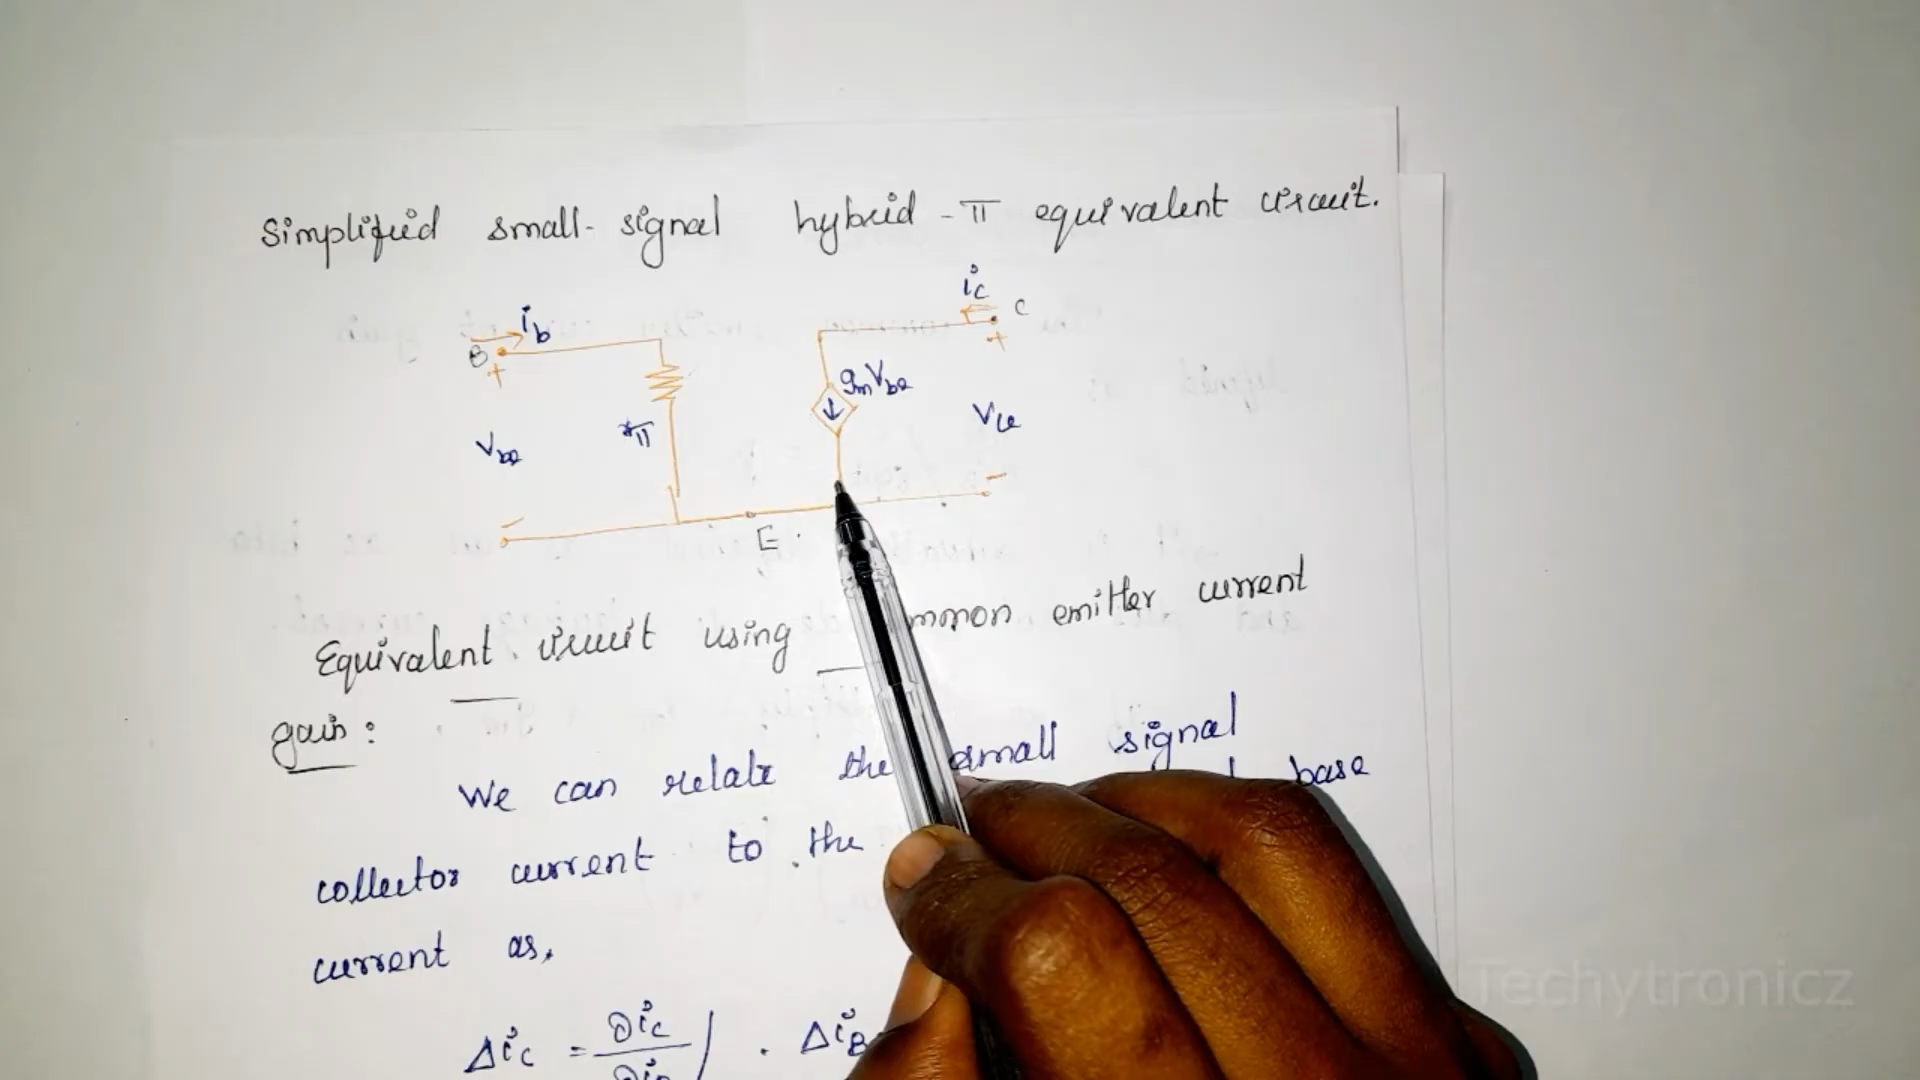 Simplified small-signal hybrid-π equivalent circuit.
ib
ic
B
C
+
+
gmVbe
rπ
Vbe
Vce
-
-
E
Equivalent circuit using common emitter current
gain:
We can relate the small signal
collector current to the base
current as,
ΔiC = ∂iC / ∂iB | . ΔiB
Techytronicz